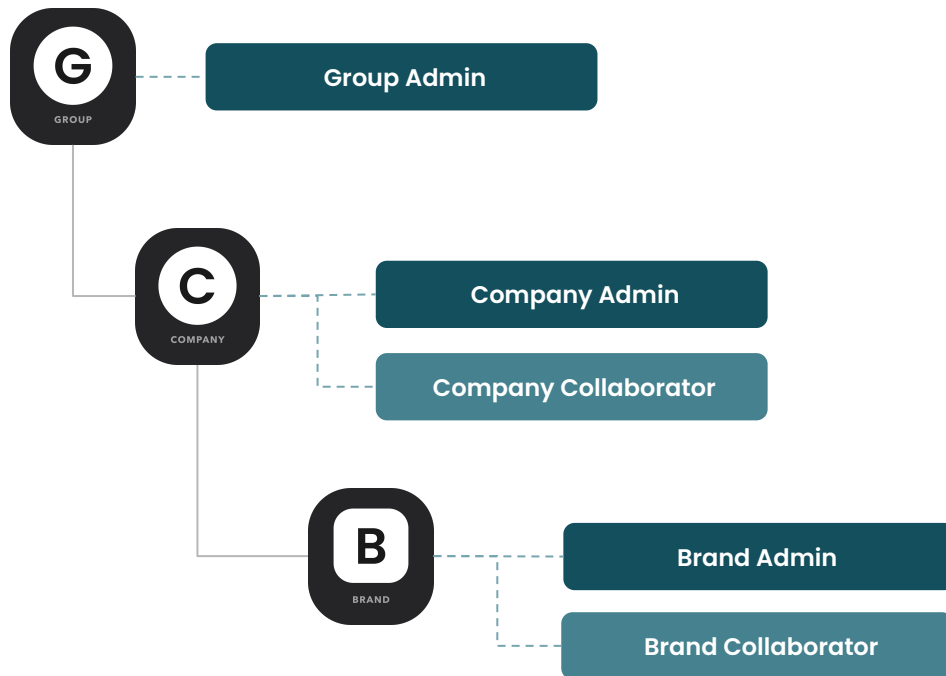 G
GROUP
Group Admin
C
COMPANY
Company Admin
Company Collaborator
B
BRAND
Brand Admin
Brand Collaborator